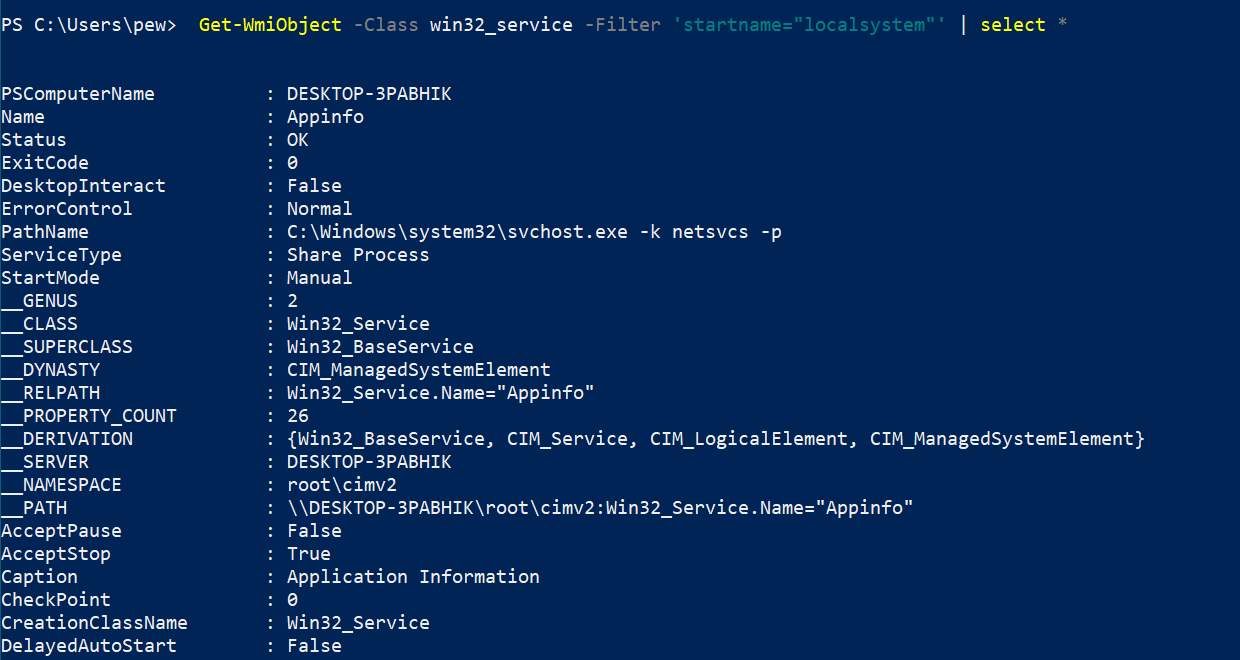 PS C:\Users\pew>  Get-WmiObject -Class win32_service -Filter 'startname="localsystem"' | select *
PSComputerName          : DESKTOP-3PABHIK
Name                    : Appinfo
Status                  : OK
ExitCode                : 0
DesktopInteract         : False
ErrorControl            : Normal
PathName                : C:\Windows\system32\svchost.exe -k netsvcs -p
ServiceType             : Share Process
StartMode               : Manual
__GENUS                 : 2
__CLASS                 : Win32_Service
__SUPERCLASS            : Win32_BaseService
__DYNASTY               : CIM_ManagedSystemElement
__RELPATH               : Win32_Service.Name="Appinfo"
__PROPERTY_COUNT        : 26
__DERIVATION            : {Win32_BaseService, CIM_Service, CIM_LogicalElement, CIM_ManagedSystemElement}
__SERVER                : DESKTOP-3PABHIK
__NAMESPACE             : root\cimv2
__PATH                  : \\DESKTOP-3PABHIK\root\cimv2:Win32_Service.Name="Appinfo"
AcceptPause             : False
AcceptStop              : True
Caption                 : Application Information
CheckPoint              : 0
CreationClassName       : Win32_Service
DelayedAutoStart        : False